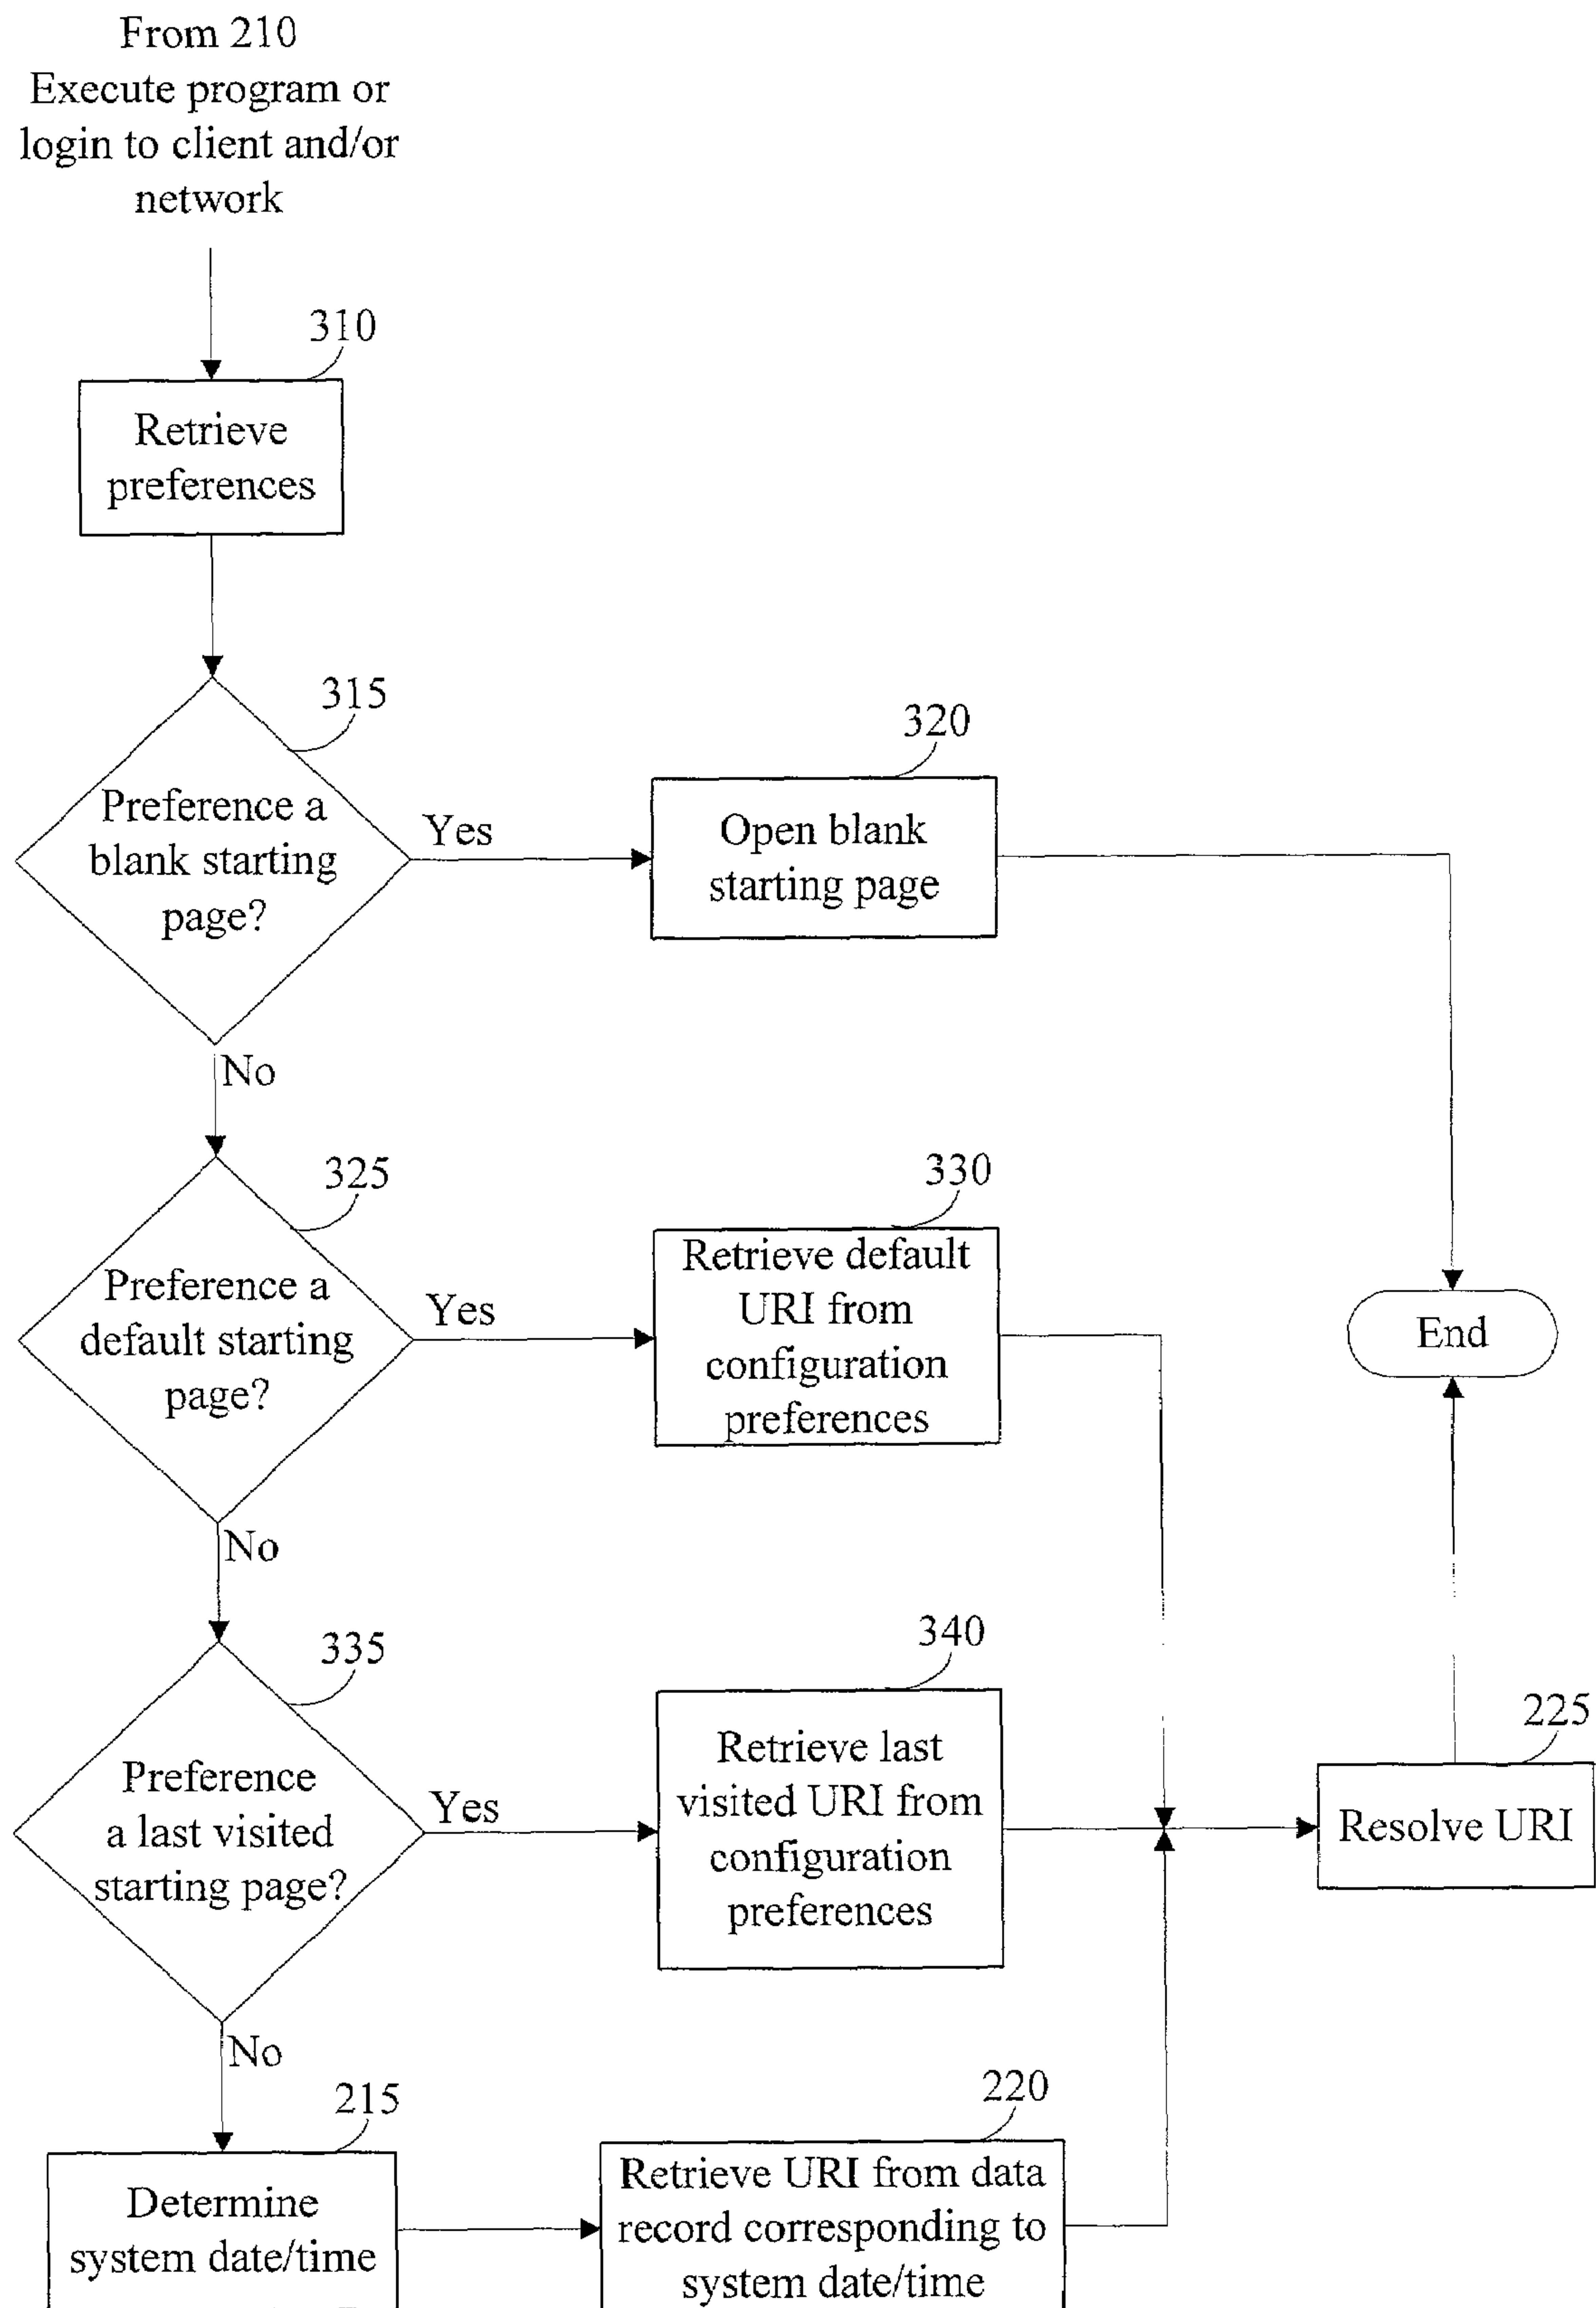 From 210
Execute program or
login to client and/or
network
310
Retrieve
preferences
315
Preference a
blank starting
page?
Yes
320
Open blank
starting page
No
325
Preference a
default starting
page?
Yes
330
Retrieve default
URI from
configuration
preferences
End
No
335
Preference
a last visited
starting page?
Yes
340
Retrieve last
visited URI from
configuration
preferences
225
Resolve URI
No
215
Determine
system date/time
220
Retrieve URI from data
record corresponding to
system date/time